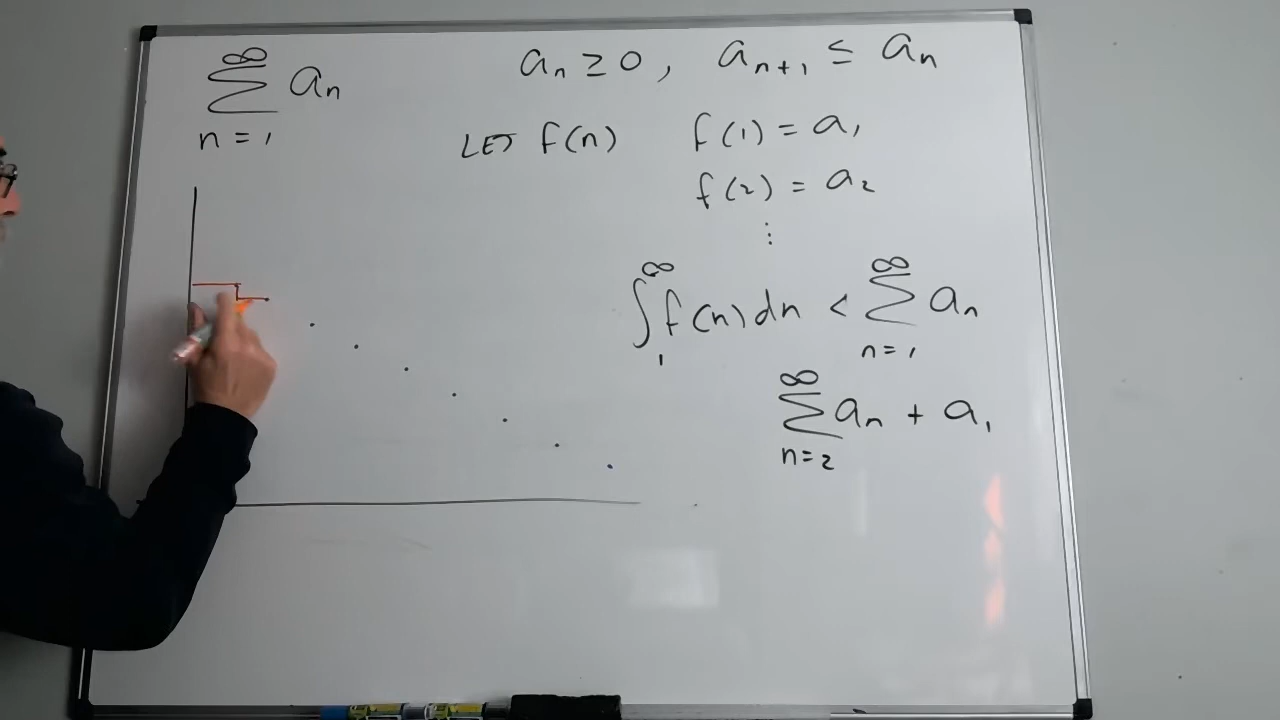 ∞
∑ aₙ
n = 1
aₙ ≥ 0 , aₙ₊₁ ≤ aₙ
LET f(n) f(1) = a₁
f(2) = a₂
⋮
∫₁^∞ f(n) dn < ∑_{n=1}^∞ aₙ
∑_{n=2}^∞ aₙ + a₁